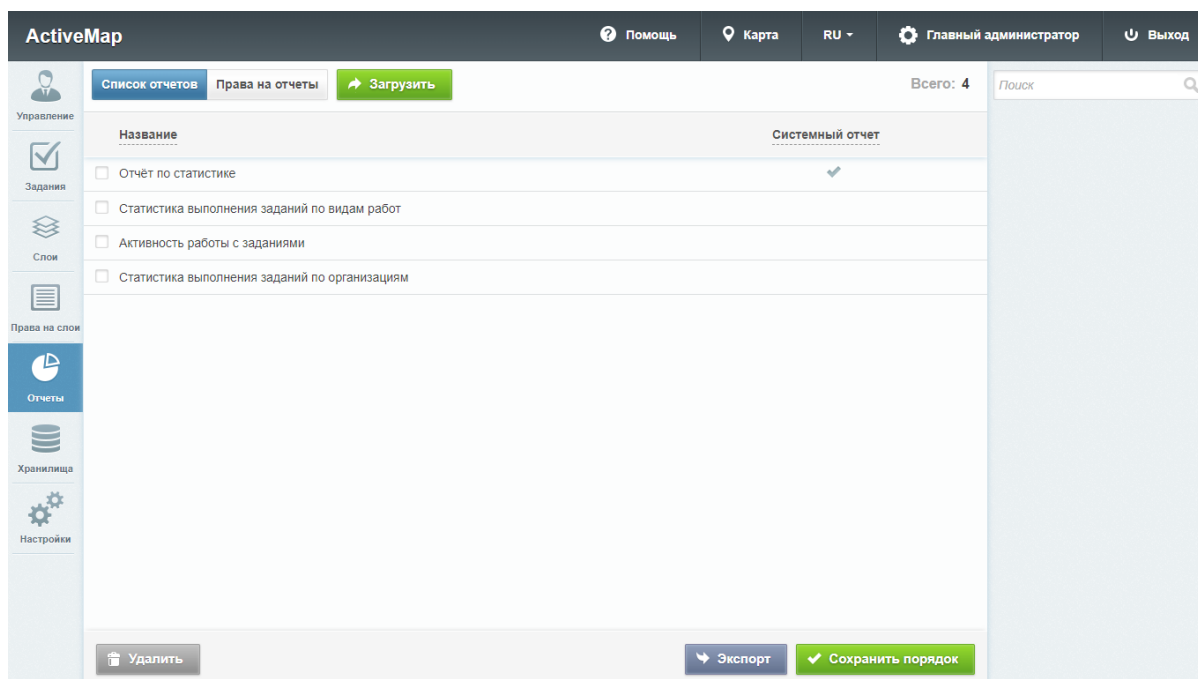 ActiveMap
Помощь
Карта
RU
Главный администратор
Выход
Управление
Задания
Слои
Права на слои
Отчеты
Хранилища
Настройки
Список отчетов
Права на отчеты
Загрузить
Всего: 4
Поиск
Название
Системный отчет
Отчёт по статистике
Статистика выполнения заданий по видам работ
Активность работы с заданиями
Статистика выполнения заданий по организациям
Удалить
Экспорт
Сохранить порядок